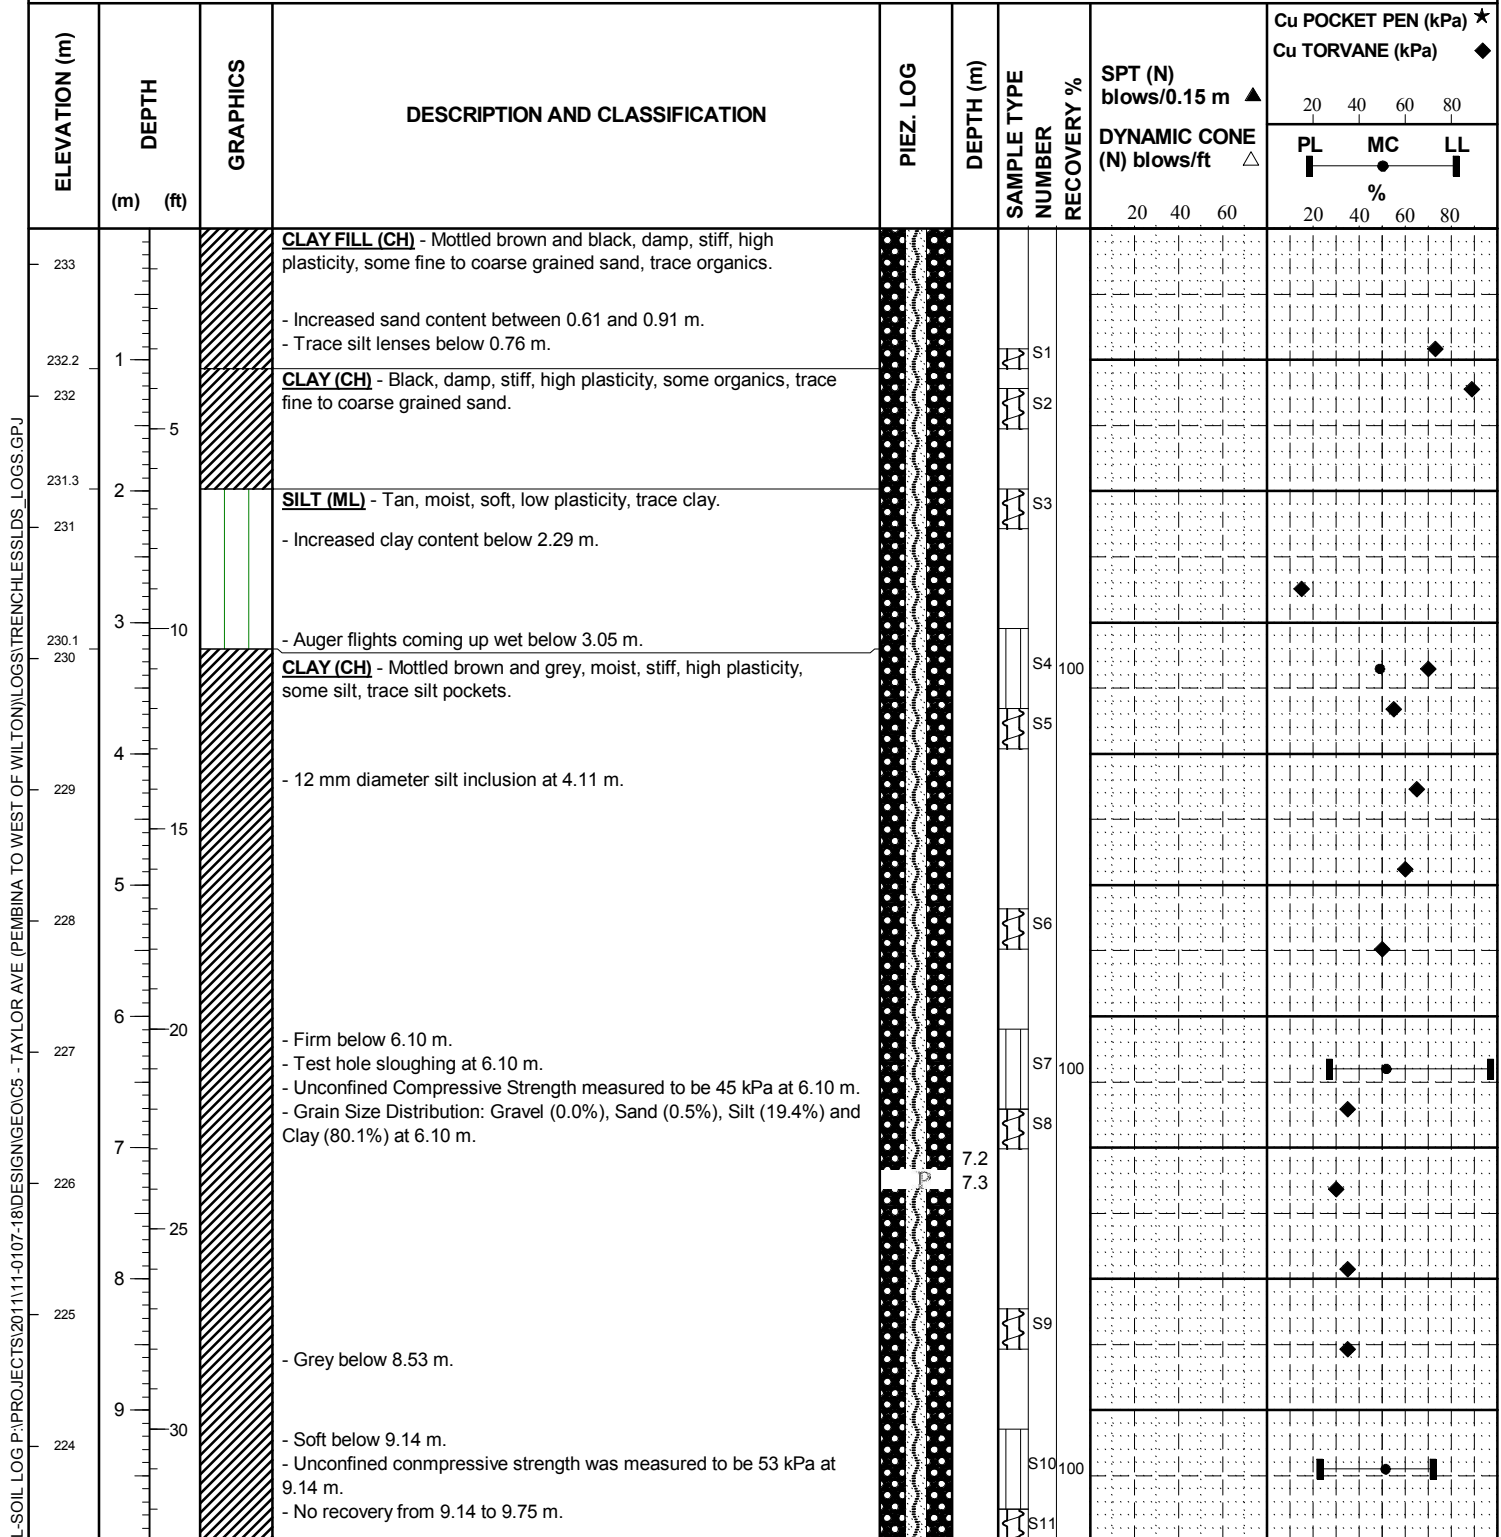 Cu POCKET PEN (kPa) ★
Cu TORVANE (kPa) ◆
20 40 60 80
ELEVATION (m)
DEPTH
(m) (ft)
GRAPHICS
DESCRIPTION AND CLASSIFICATION
PIEZ. LOG
DEPTH (m)
SAMPLE TYPE
NUMBER
RECOVERY %
SPT (N)
blows/0.15 m ▲
DYNAMIC CONE
(N) blows/ft △
20 40 60
PL MC LL
%
20 40 60 80
CLAY FILL (CH) - Mottled brown and black, damp, stiff, high
plasticity, some fine to coarse grained sand, trace organics.
233
- Increased sand content between 0.61 and 0.91 m.
- Trace silt lenses below 0.76 m.
S1
1
232.2
CLAY (CH) - Black, damp, stiff, high plasticity, some organics, trace
fine to coarse grained sand.
232
S2
5
231.3
2
SILT (ML) - Tan, moist, soft, low plasticity, trace clay.
S3
231
- Increased clay content below 2.29 m.
3
10
- Auger flights coming up wet below 3.05 m.
230.1
230
CLAY (CH) - Mottled brown and grey, moist, stiff, high plasticity,
some silt, trace silt pockets.
S4 100
S5
4
- 12 mm diameter silt inclusion at 4.11 m.
229
15
5
228
S6
6
20
- Firm below 6.10 m.
227
- Test hole sloughing at 6.10 m.
S7 100
- Unconfined Compressive Strength measured to be 45 kPa at 6.10 m.
- Grain Size Distribution: Gravel (0.0%), Sand (0.5%), Silt (19.4%) and
Clay (80.1%) at 6.10 m.
S8
7
7.2
7.3
226
25
8
225
S9
- Grey below 8.53 m.
9
30
- Soft below 9.14 m.
224
- Unconfined conmpressive strength was measured to be 53 kPa at
9.14 m.
S10 100
- No recovery from 9.14 to 9.75 m.
S11
L-SOIL LOG P:\PROJECTS\2011\11-0107-18\DESIGN\GEO\C5 - TAYLOR AVE (PEMBINA TO WEST OF WILTON)\LOGS\TRENCHLESSLDS_LOGS.GPJ